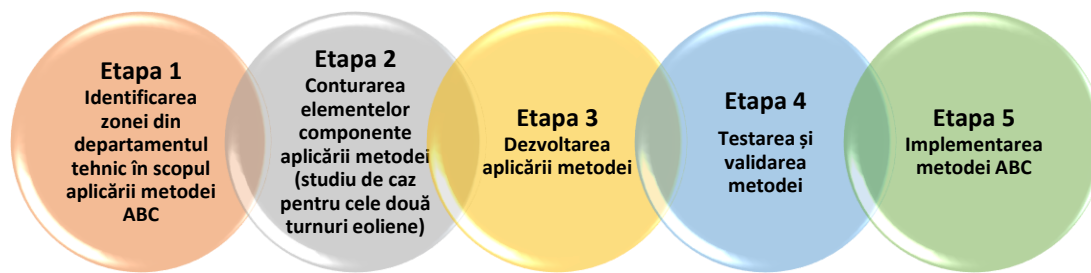 Etapa 1
Identificarea
zonei din
departamentul
tehnic în scopul
aplicării metodei
ABC
Etapa 2
Conturarea
elementelor
componente
aplicării metodei
(studiu de caz
pentru cele două
turnuri eoliene)
Etapa 3
Dezvoltarea
aplicării metodei
Etapa 4
Testarea și
validarea
metodei
Etapa 5
Implementarea
metodei ABC